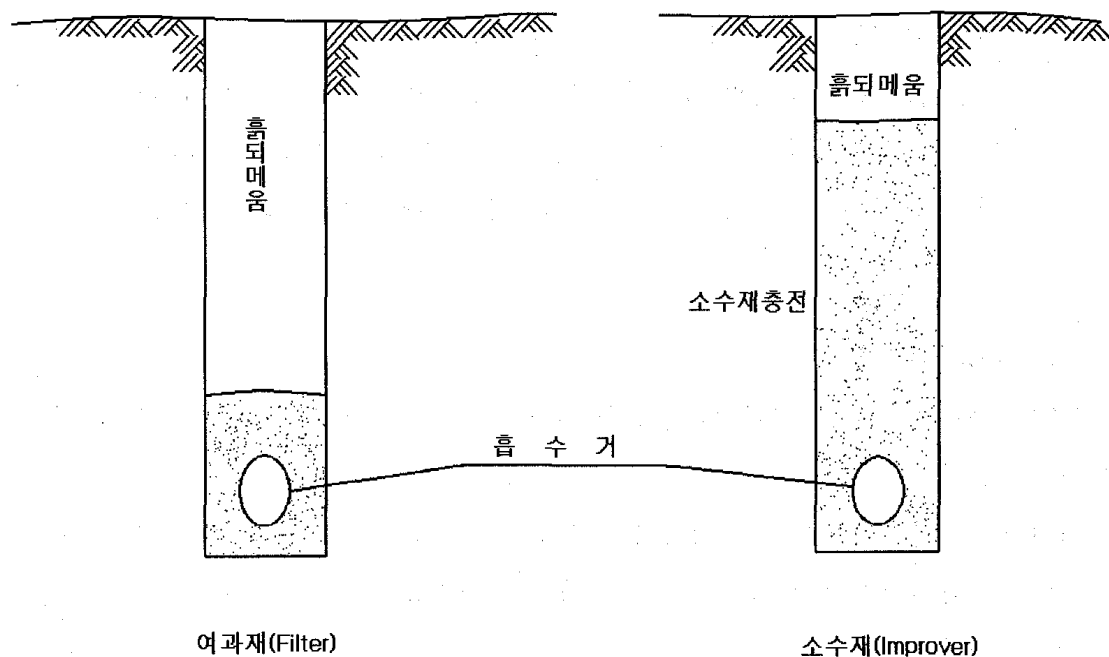 흙되메움
흙되메움
소수재충전
흡 수 거
여과재(Filter)
소수재(Improver)